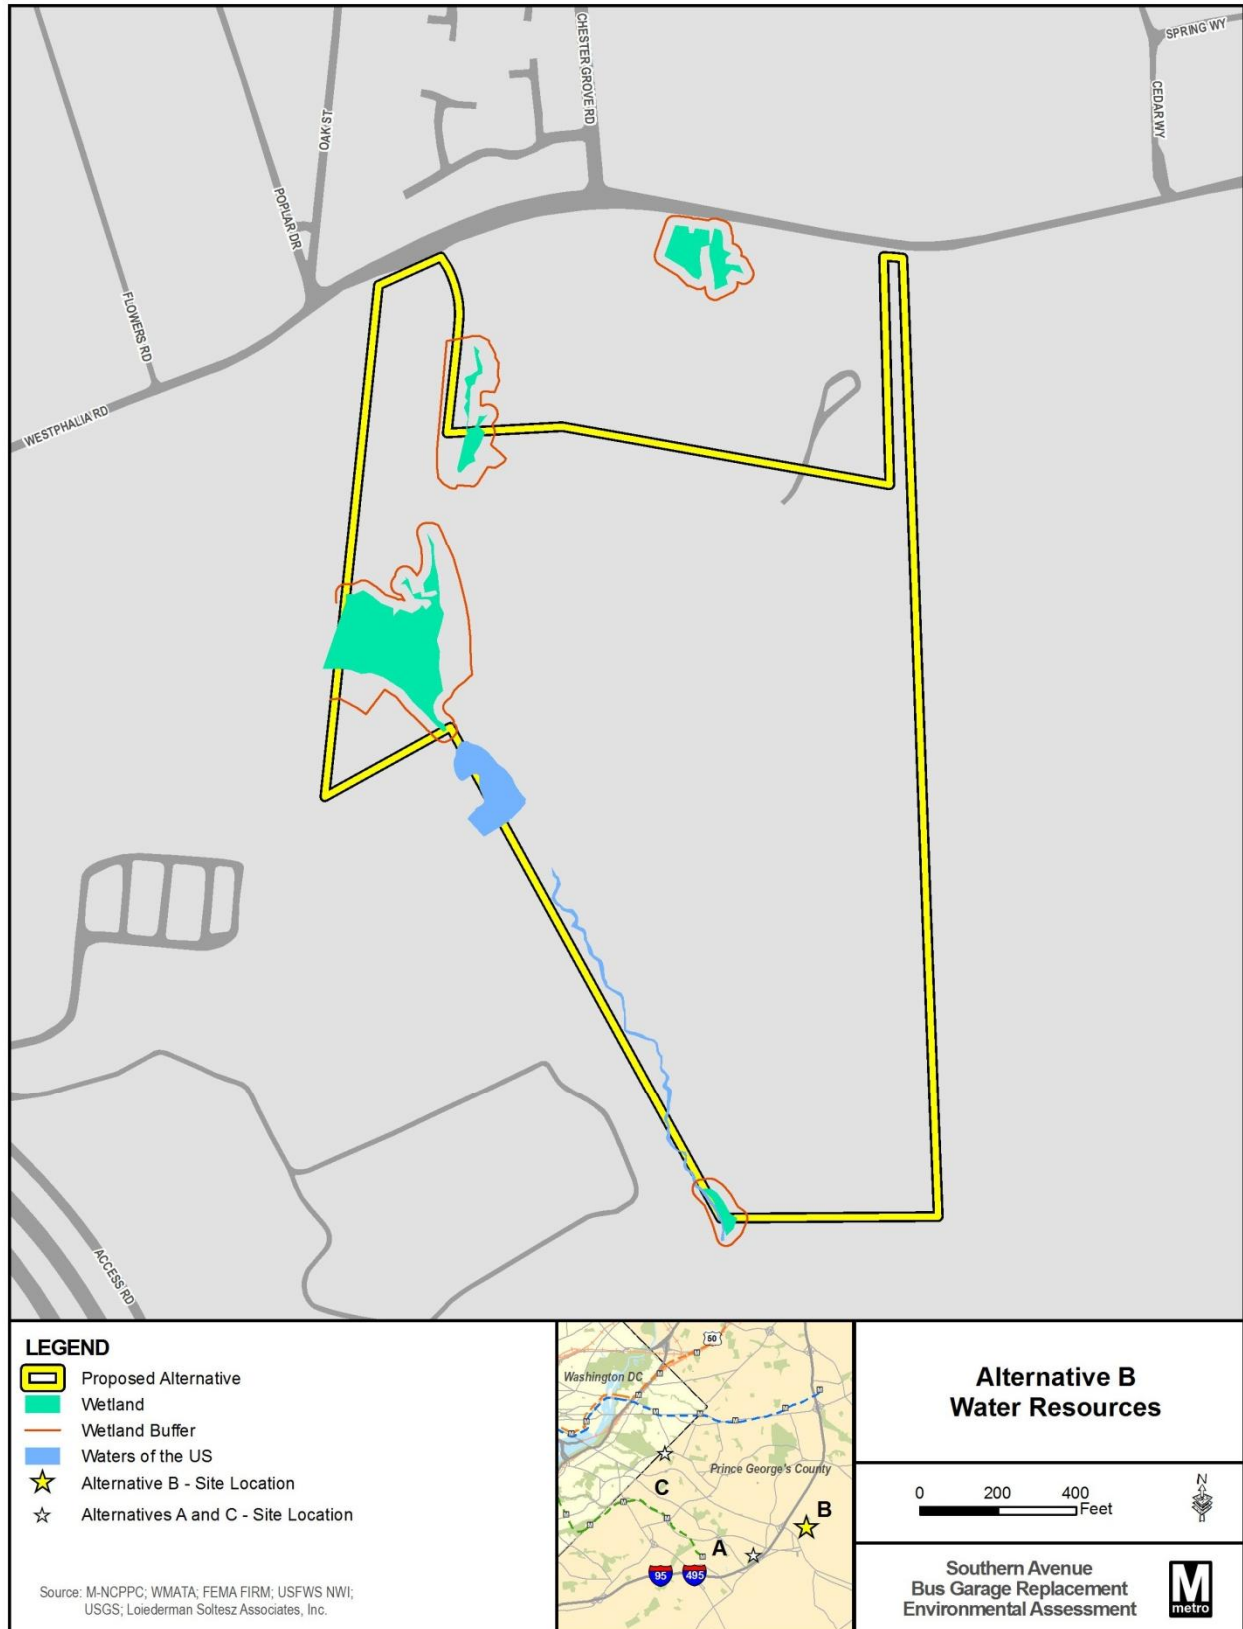 CHESTER GROVE RD
SPRING WY
CEDAR WY
OAK ST
POPLAR DR
FLOWERS RD
WESTPHALIA RD
ACCESS RD
LEGEND
Proposed Alternative
Wetland
Wetland Buffer
Waters of the US
Alternative B - Site Location
Alternatives A and C - Site Location
Source: M-NCPPC; WMATA; FEMA FIRM; USFWS NWI;
USGS; Loiederman Soltesz Associates, Inc.
50
Washington DC
Prince George's County
C
B
A
95
495
Alternative B
Water Resources
0 200 400
Feet
N
Southern Avenue
Bus Garage Replacement
Environmental Assessment
M
metro